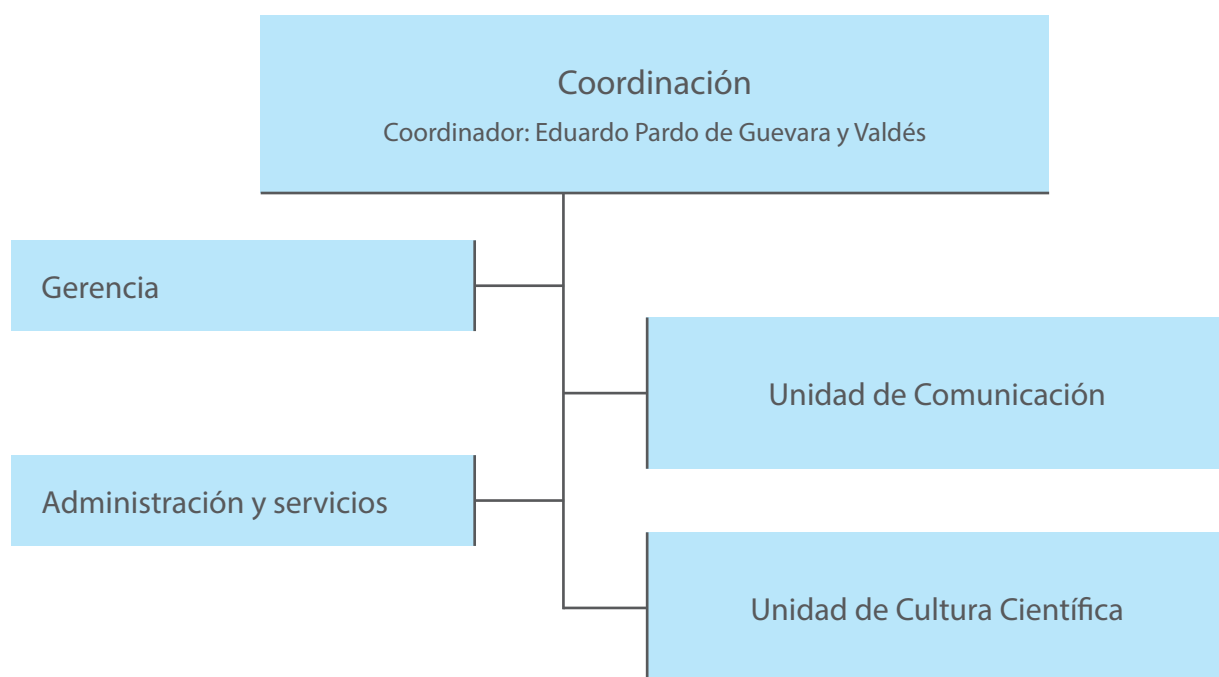 Coordinación
Coordinador: Eduardo Pardo de Guevara y Valdés
Gerencia
Unidad de Comunicación
Administración y servicios
Unidad de Cultura Científica